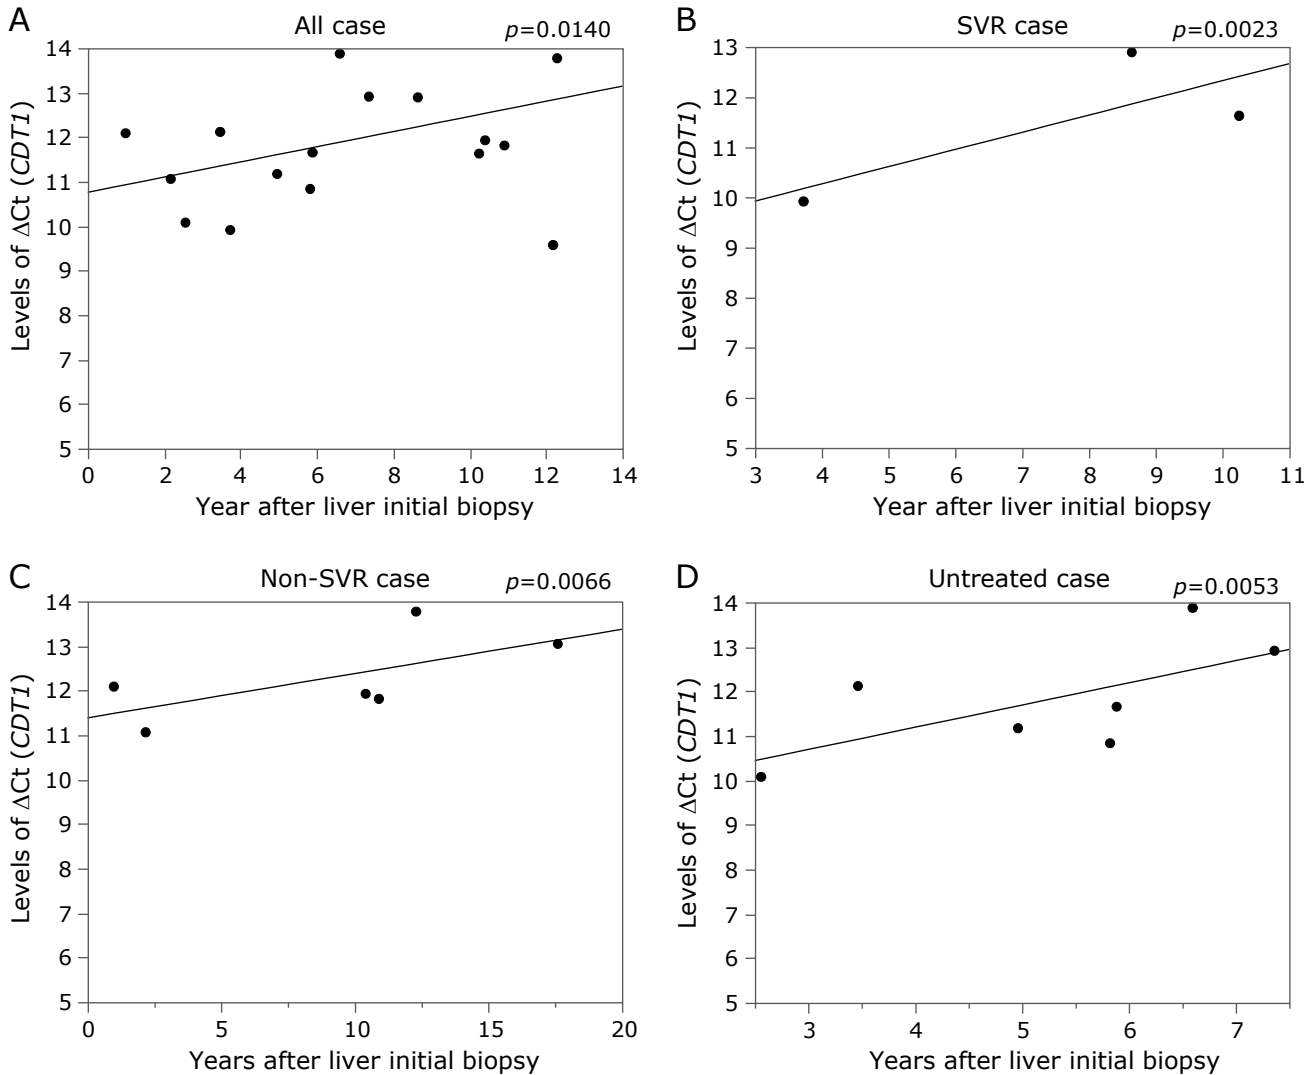 A
All case
p=0.0140
Levels of ΔCt (CDT1)
14
13
12
11
10
9
8
7
6
5
0 2 4 6 8 10 12 14
Year after liver initial biopsy
B
SVR case
p=0.0023
Levels of ΔCt (CDT1)
13
12
11
10
9
8
7
6
5
3 4 5 6 7 8 9 10 11
Year after liver initial biopsy
C
Non-SVR case
p=0.0066
Levels of ΔCt (CDT1)
14
13
12
11
10
9
8
7
6
5
0 5 10 15 20
Years after liver initial biopsy
D
Untreated case
p=0.0053
Levels of ΔCt (CDT1)
14
13
12
11
10
9
8
7
6
5
3 4 5 6 7
Years after liver initial biopsy